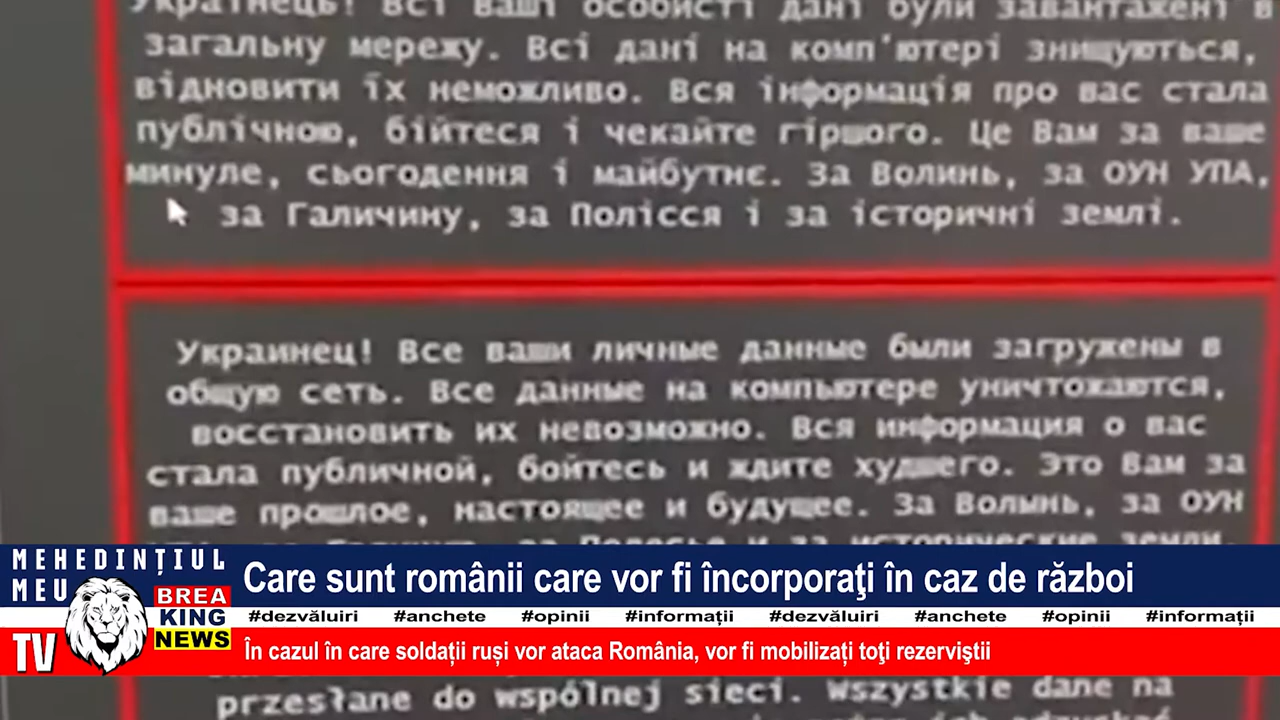 Українець! Всі ваші особисті дані були завантажені в
загальну мережу. Всі дані на комп'ютері знищуються,
відновити їх неможливо. Вся інформація про вас стала
публічною, бійтеся і чекайте гіршого. Це Вам за ваше
минуле, сьогодення і майбутнє. За Волинь, за ОУН УПА,
за Галичину, за Полісся і за історичні землі.
Украинец! Все ваши личные данные были загружены в
общую сеть. Все данные на компьютере уничтожаются,
восстановить их невозможно. Вся информация о вас
стала публичной, бойтесь и ждите худшего. Это Вам за
ваше прошлое, настоящее и будущее. За Волынь, за ОУН
за Полесье и за исторические земли.
MEHEDINȚIUL
MEU
TV
BREA
KING
NEWS
Care sunt românii care vor fi încorporaţi în caz de război
#dezvăluiri #anchete #opinii #informații #dezvăluiri #anchete #opinii #informații
În cazul în care soldații ruși vor ataca România, vor fi mobilizați toţi rezerviştii
przesłane do wspólnej sieci. Wszystkie dane na